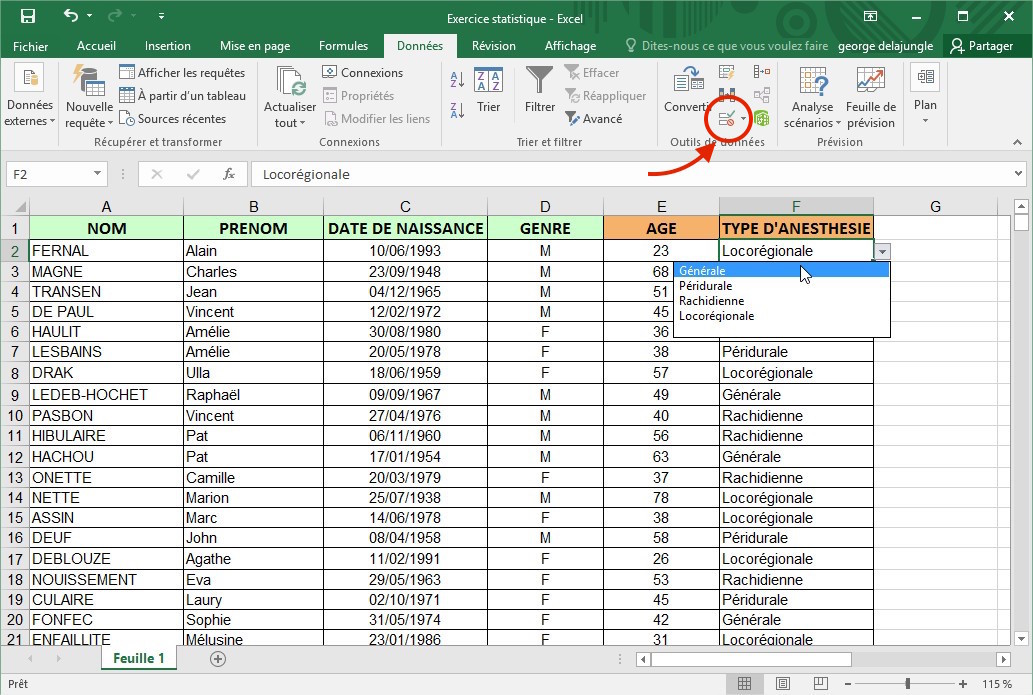 Exercice statistique - Excel
Fichier Accueil Insertion Mise en page Formules Données Révision Affichage Dites-nous ce que vous voulez faire george delajungle Partager
Données externes
Nouvelle requête
Afficher les requêtes
À partir d'un tableau
Sources récentes
Récupérer et transformer
Actualiser tout
Connexions
Propriétés
Modifier les liens
Connexions
Trier
Filtrer
Effacer
Réappliquer
Avancé
Trier et filtrer
Convertir
Outils de données
Analyse scénarios
Feuille de prévision
Prévision
Plan
F2 fx Locorégionale
A B C D E F G
1 NOM PRENOM DATE DE NAISSANCE GENRE AGE TYPE D'ANESTHESIE
2 FERNAL Alain 10/06/1993 M 23 Locorégionale
3 MAGNE Charles 23/09/1948 M 68
4 TRANSEN Jean 04/12/1965 M 51
5 DE PAUL Vincent 12/02/1972 M 45
6 HAULIT Amélie 30/08/1980 F 36
Générale
Péridurale
Rachidienne
Locorégionale
7 LESBAINS Amélie 20/05/1978 F 38 Péridurale
8 DRAK Ulla 18/06/1959 F 57 Locorégionale
9 LEDEB-HOCHET Raphaël 09/09/1967 M 49 Générale
10 PASBON Vincent 27/04/1976 M 40 Rachidienne
11 HIBULAIRE Pat 06/11/1960 M 56 Rachidienne
12 HACHOU Pat 17/01/1954 M 63 Générale
13 ONETTE Camille 20/03/1979 F 37 Rachidienne
14 NETTE Marion 25/07/1938 M 78 Locorégionale
15 ASSIN Marc 14/06/1978 F 38 Locorégionale
16 DEUF John 08/04/1958 M 58 Péridurale
17 DEBLOUZE Agathe 11/02/1991 F 26 Locorégionale
18 NOUISSEMENT Eva 29/05/1963 F 53 Rachidienne
19 CULAIRE Laury 02/10/1971 F 45 Péridurale
20 FONFEC Sophie 31/05/1974 F 42 Générale
21 ENFAILLITE Mélusine 23/01/1986 F 31 Locorégionale
Feuille 1
Prêt 115 %